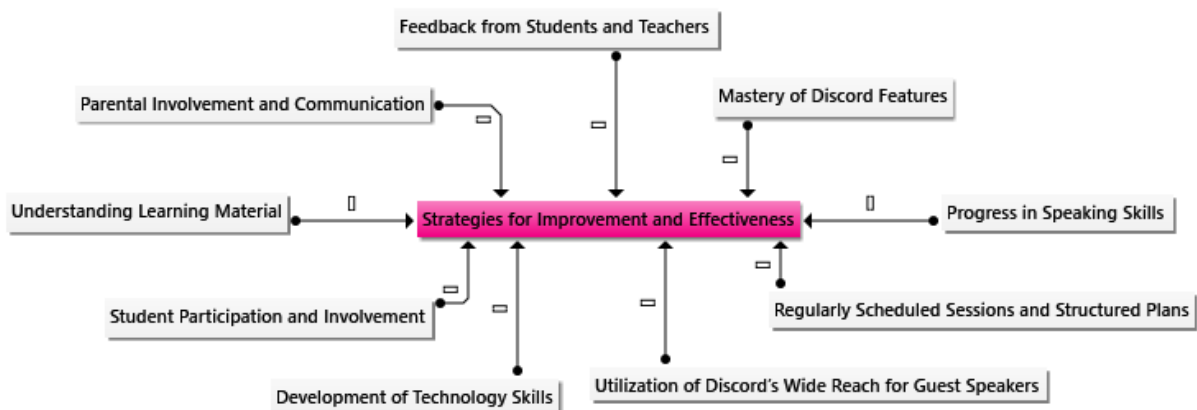 Feedback from Students and Teachers
Parental Involvement and Communication
Mastery of Discord Features
Understanding Learning Material
Strategies for Improvement and Effectiveness
Progress in Speaking Skills
Student Participation and Involvement
Regularly Scheduled Sessions and Structured Plans
Development of Technology Skills
Utilization of Discord's Wide Reach for Guest Speakers